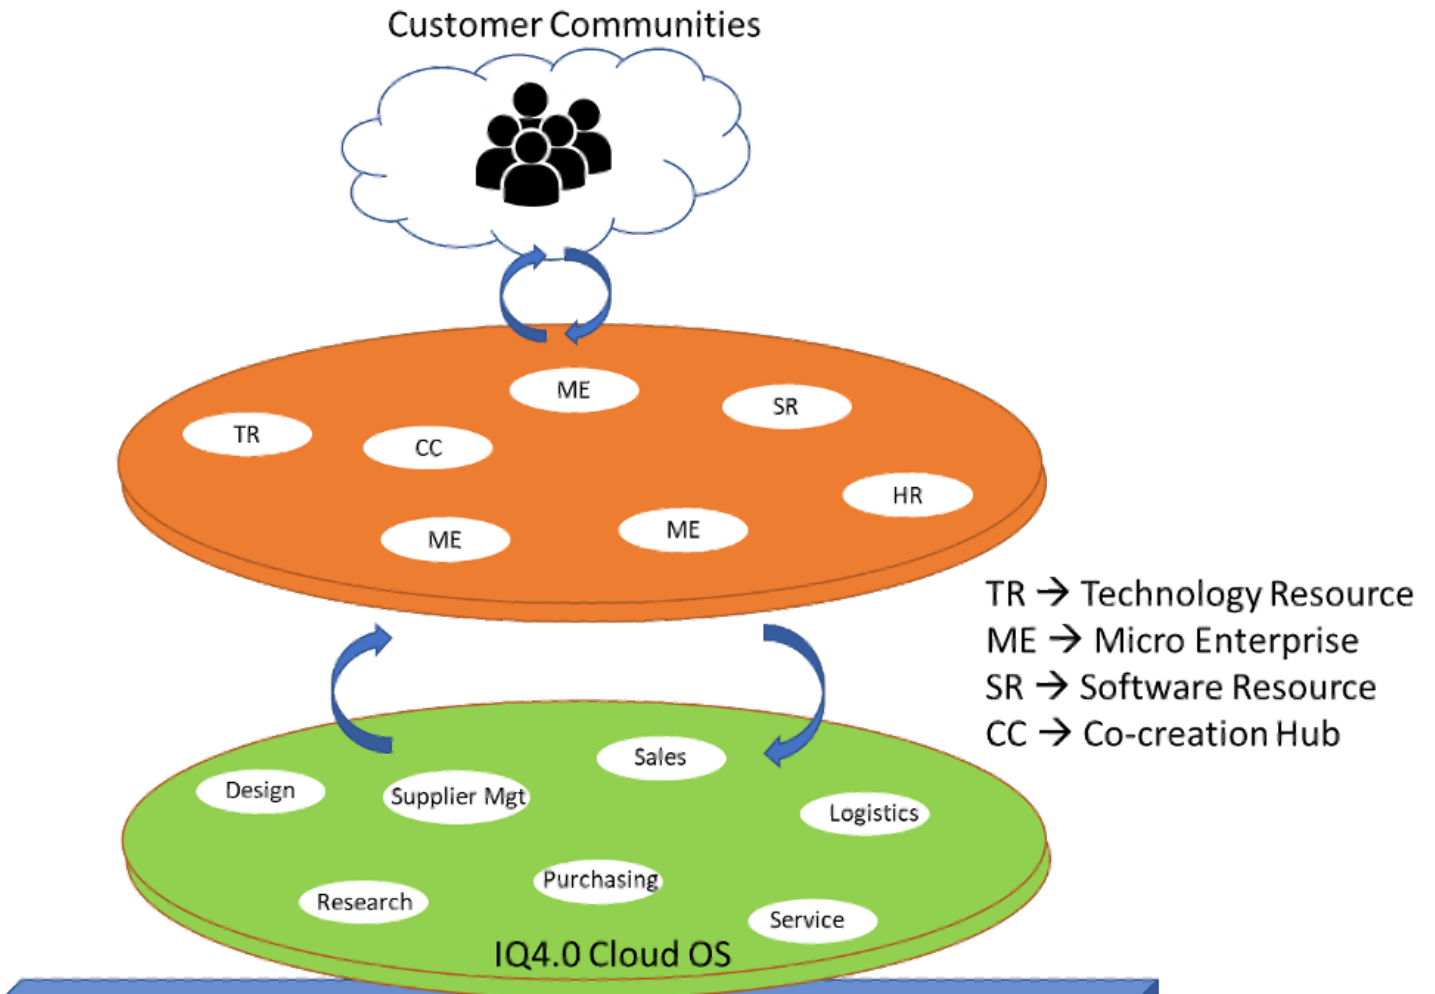 Customer Communities
ME
SR
TR
CC
HR
ME
ME
TR → Technology Resource
ME → Micro Enterprise
SR → Software Resource
CC → Co-creation Hub
Sales
Design
Supplier Mgt
Logistics
Purchasing
Research
Service
IQ4.0 Cloud OS